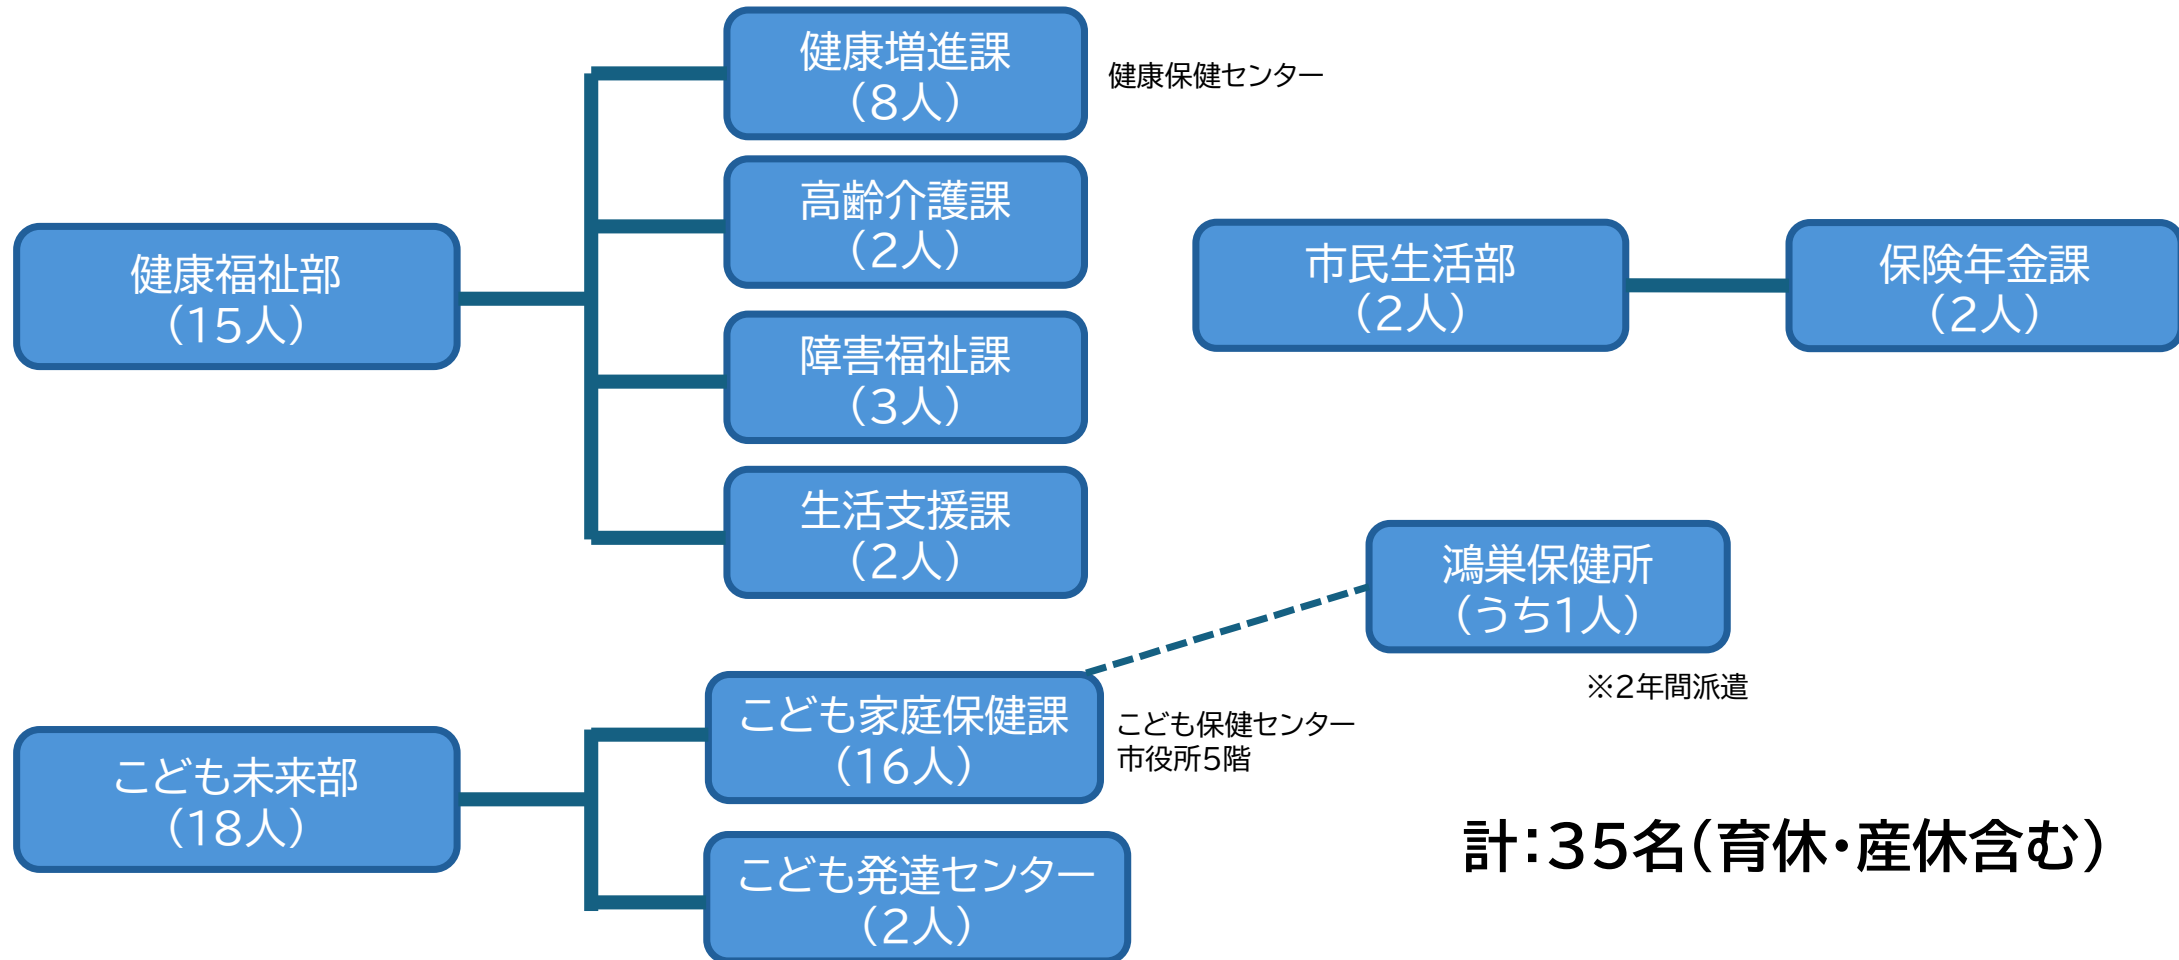 健康増進課
（8人）
健康保健センター
高齢介護課
（2人）
健康福祉部
（15人）
障害福祉課
（3人）
生活支援課
（2人）
市民生活部
（2人）
保険年金課
（2人）
鴻巣保健所
（うち1人）
※2年間派遣
こども家庭保健課
（16人）
こども保健センター
市役所5階
こども未来部
（18人）
こども発達センター
（2人）
計：35名（育休・産休含む）